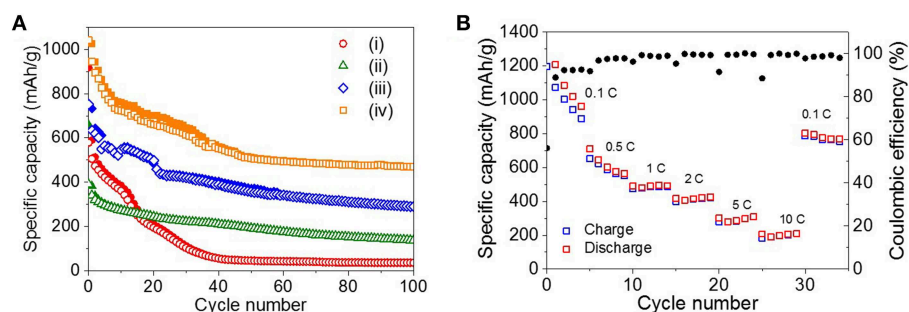 A
Specific capacity (mAh/g)
1000
800
600
400
200
0
0 20 40 60 80 100
Cycle number
(i)
(ii)
(iii)
(iv)
B
Specific capacity (mAh/g)
1400
1200
1000
800
600
400
200
0
0 10 20 30
Cycle number
0.1 C
0.5 C
1 C
2 C
5 C
10 C
0.1 C
Charge
Discharge
100
80
60
40
20
0
Coulombic efficiency (%)